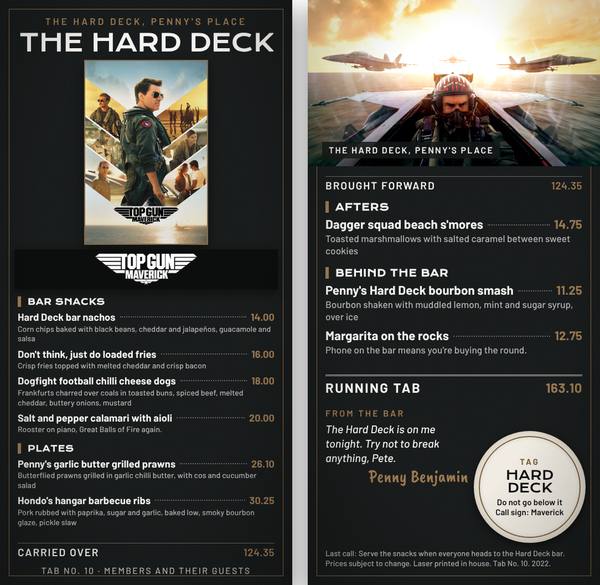 THE HARD DECK, PENNY'S PLACE
THE HARD DECK
TOP GUN
MAVERICK
TOP GUN
MAVERICK
BAR SNACKS
Hard Deck bar nachos 14.00
Corn chips baked with black beans, cheddar and jalapeños, guacamole and
salsa
Don't think, just do loaded fries 16.00
Crisp fries topped with melted cheddar and crisp bacon
Dogfight football chilli cheese dogs 18.00
Frankfurts charred over coals in toasted buns, spiced beef, melted
cheddar, buttery onions, mustard
Salt and pepper calamari with aioli 20.00
Rooster on piano, Great Balls of Fire again.
PLATES
Penny's garlic butter grilled prawns 26.10
Butterflied prawns grilled in garlic chilli butter, with cos and cucumber
salad
Hondo's hangar barbecue ribs 30.25
Pork rubbed with paprika, sugar and garlic, baked low, smoky bourbon
glaze, pickle slaw
CARRIED OVER 124.35
TAB NO. 10 - MEMBERS AND THEIR GUESTS
THE HARD DECK, PENNY'S PLACE
BROUGHT FORWARD 124.35
AFTERS
Dagger squad beach s'mores 14.75
Toasted marshmallows with salted caramel between sweet
cookies
BEHIND THE BAR
Penny's Hard Deck bourbon smash 11.25
Bourbon shaken with muddled lemon, mint and sugar syrup,
over ice
Margarita on the rocks 12.75
Phone on the bar means you're buying the round.
RUNNING TAB 163.10
FROM THE BAR
The Hard Deck is on me
tonight. Try not to break
anything, Pete.
Penny Benjamin
TAG
HARD
DECK
Do not go below it
Call sign: Maverick
Last call: Serve the snacks when everyone heads to the Hard Deck bar.
Prices subject to change. Laser printed in house. Tab No. 10. 2022.